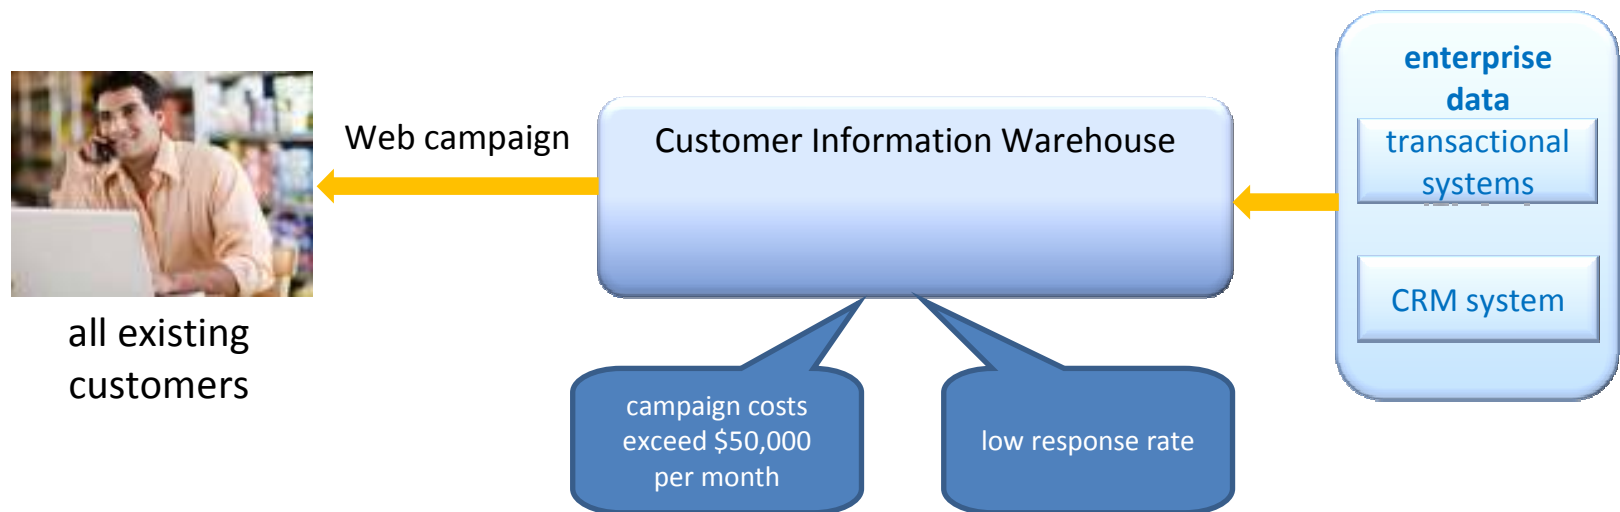 Web campaign
all existing
customers
Customer Information Warehouse
campaign costs
exceed $50,000
per month
low response rate
enterprise
data
transactional
systems
CRM system